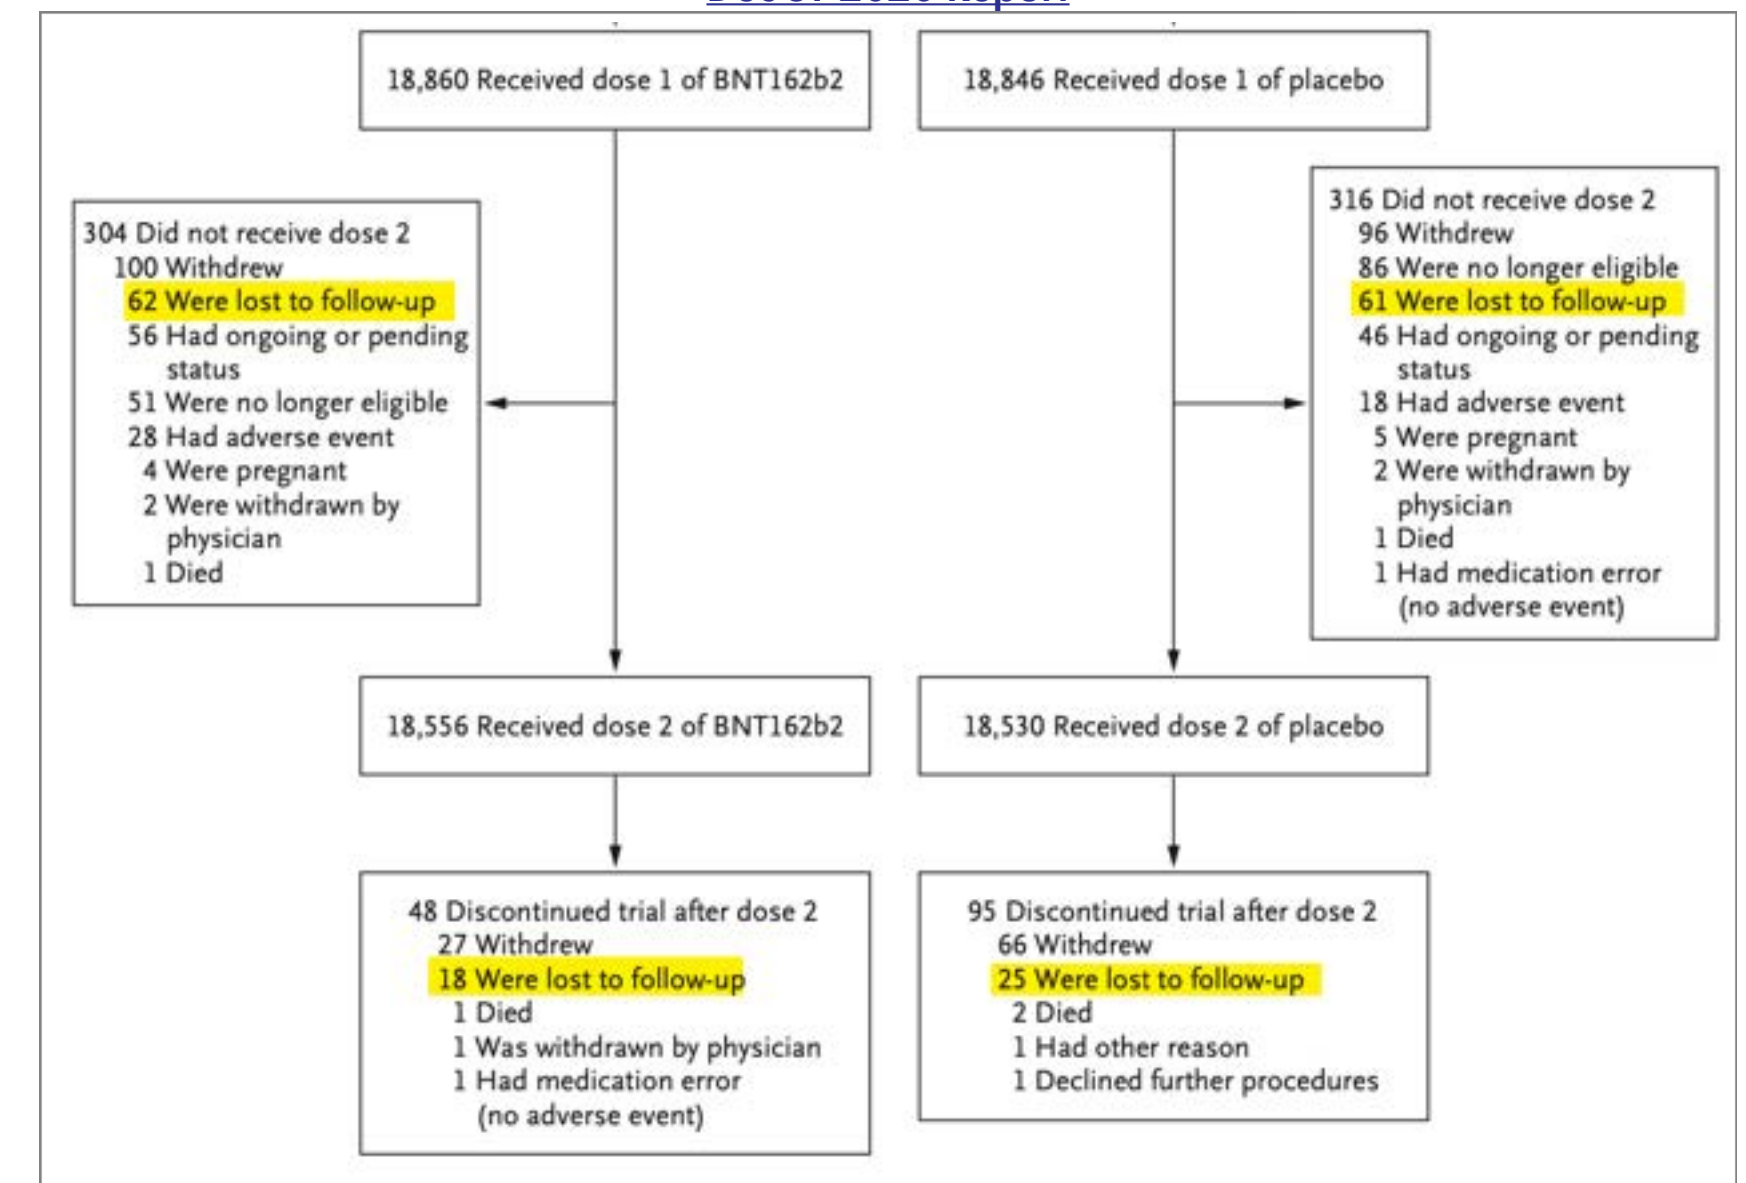 18,860 Received dose 1 of BNT162b2
18,846 Received dose 1 of placebo
304 Did not receive dose 2
100 Withdrew
62 Were lost to follow-up
56 Had ongoing or pending
status
51 Were no longer eligible
28 Had adverse event
4 Were pregnant
2 Were withdrawn by
physician
1 Died
316 Did not receive dose 2
96 Withdrew
86 Were no longer eligible
61 Were lost to follow-up
46 Had ongoing or pending
status
18 Had adverse event
5 Were pregnant
2 Were withdrawn by
physician
1 Died
1 Had medication error
(no adverse event)
18,556 Received dose 2 of BNT162b2
18,530 Received dose 2 of placebo
48 Discontinued trial after dose 2
27 Withdrew
18 Were lost to follow-up
1 Died
1 Was withdrawn by physician
1 Had medication error
(no adverse event)
95 Discontinued trial after dose 2
66 Withdrew
25 Were lost to follow-up
2 Died
1 Had other reason
1 Declined further procedures